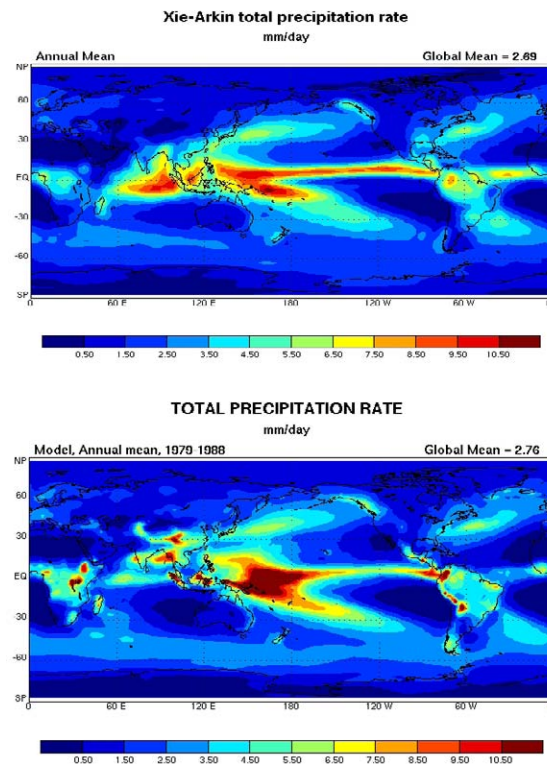 Xie-Arkin total precipitation rate
mm/day
Annual Mean Global Mean = 2.69
NP
60
30
EQ
-30
-60
SP
0 60 E 120 E 180 120 W 60 W 0
0.50 1.50 2.50 3.50 4.50 5.50 6.50 7.50 8.50 9.50 10.50
TOTAL PRECIPITATION RATE
mm/day
Model, Annual mean, 1979-1988 Global Mean = 2.76
NP
60
30
EQ
-30
-60
SP
0 60 E 120 E 180 120 W 60 W 0
0.50 1.50 2.50 3.50 4.50 5.50 6.50 7.50 8.50 9.50 10.50